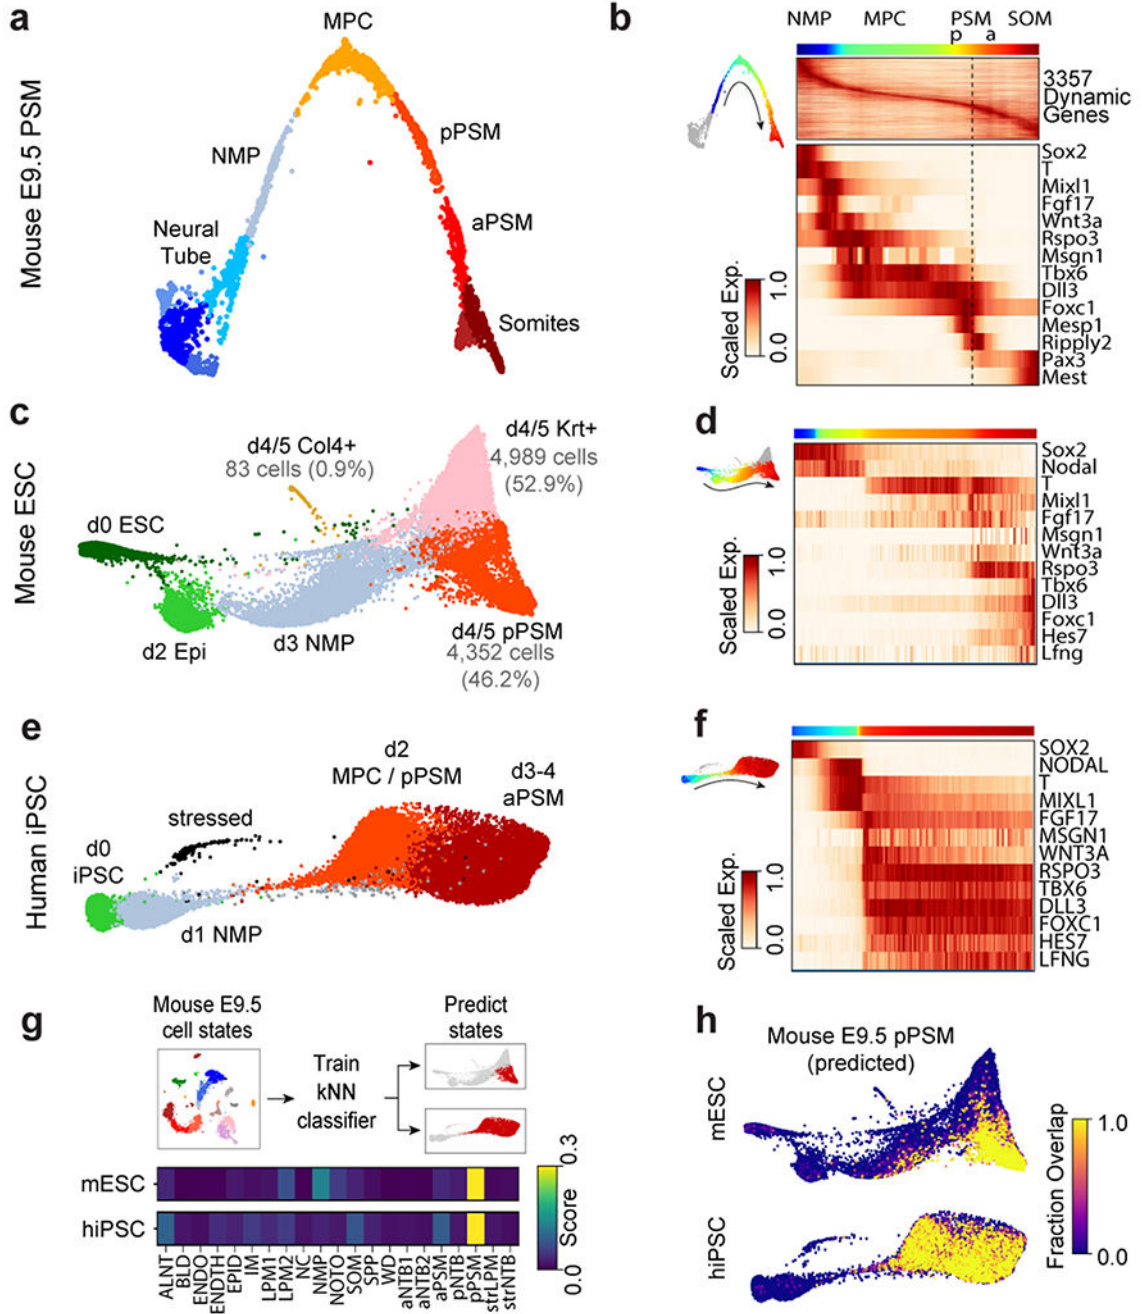 a
Mouse E9.5 PSM
MPC
NMP
pPSM
aPSM
Neural
Tube
Somites
b
NMP
MPC
PSM
p
a
SOM
3357
Dynamic
Genes
Sox2
T
Mixl1
Fgf17
Wnt3a
Rspo3
Msgn1
Tbx6
Dll3
Foxc1
Mesp1
Ripply2
Pax3
Mest
Scaled Exp.
1.0
0.0
c
Mouse ESC
d4/5 Col4+
83 cells (0.9%)
d4/5 Krt+
4,989 cells
(52.9%)
d0 ESC
d2 Epi
d3 NMP
d4/5 pPSM
4,352 cells
(46.2%)
d
Sox2
Nodal
T
Mixl1
Fgf17
Msgn1
Wnt3a
Rspo3
Tbx6
Dll3
Foxc1
Hes7
Lfng
Scaled Exp.
1.0
0.0
e
Human iPSC
d2
MPC / pPSM
d3-4
aPSM
stressed
d0
iPSC
d1 NMP
f
SOX2
NODAL
T
MIXL1
FGF17
MSGN1
WNT3A
RSPO3
TBX6
DLL3
FOXC1
HES7
LFNG
Scaled Exp.
1.0
0.0
g
Mouse E9.5
cell states
Train
kNN
classifier
Predict
states
mESC
hiPSC
0.3
Score
0.0
ALNT
BLD
ENDO
ENDTH
EPID
IM
LPM1
LPM2
NC
NMP
NOTO
SOM
SPP
WD
aNTB1
aNTB2
aPSM
pNTB
pPSM
strLPM
strNTB
h
Mouse E9.5 pPSM
(predicted)
mESC
hiPSC
Fraction Overlap
1.0
0.0